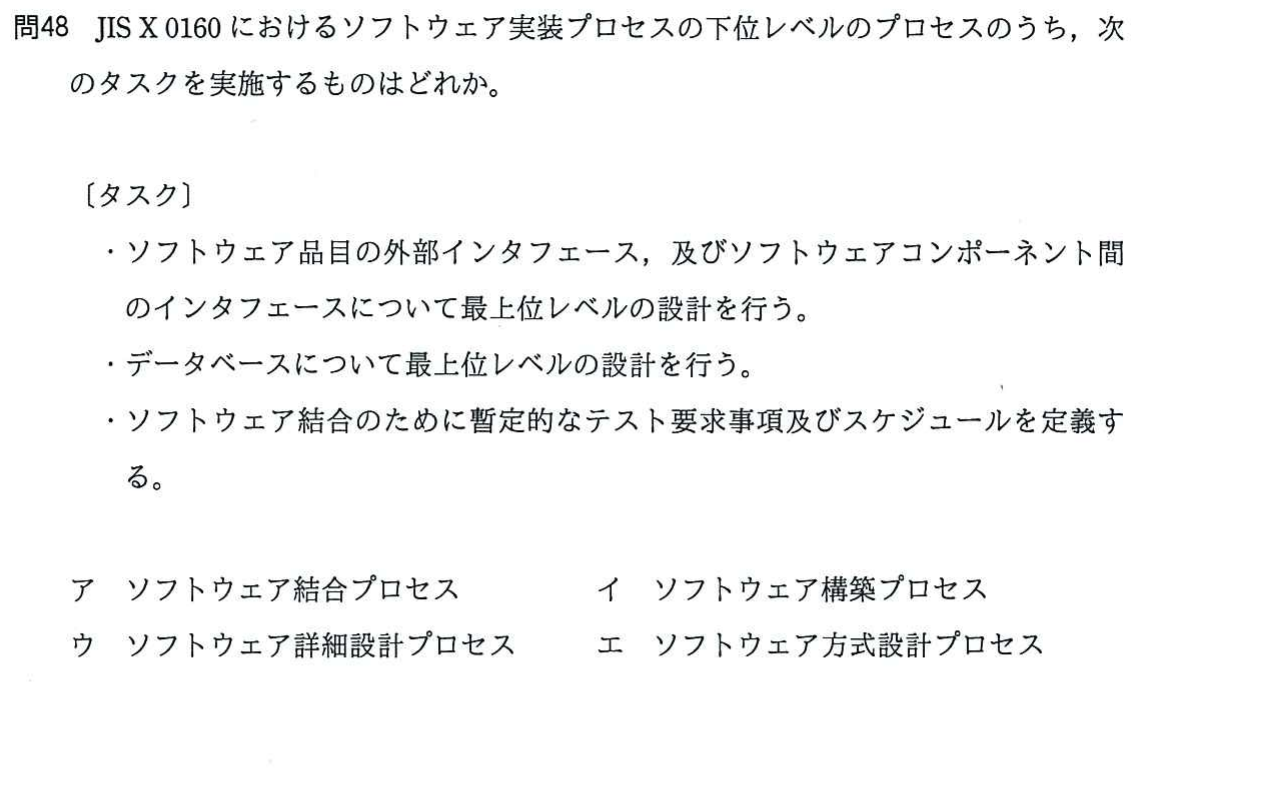 問48 JIS X 0160 におけるソフトウェア実装プロセスの下位レベルのプロセスのうち，次
のタスクを実施するものはどれか。
〔タスク〕
・ソフトウェア品目の外部インタフェース，及びソフトウェアコンポーネント間
のインタフェースについて最上位レベルの設計を行う。
・データベースについて最上位レベルの設計を行う。
・ソフトウェア結合のために暫定的なテスト要求事項及びスケジュールを定義す
る。
ア ソフトウェア結合プロセス イ ソフトウェア構築プロセス
ウ ソフトウェア詳細設計プロセス エ ソフトウェア方式設計プロセス